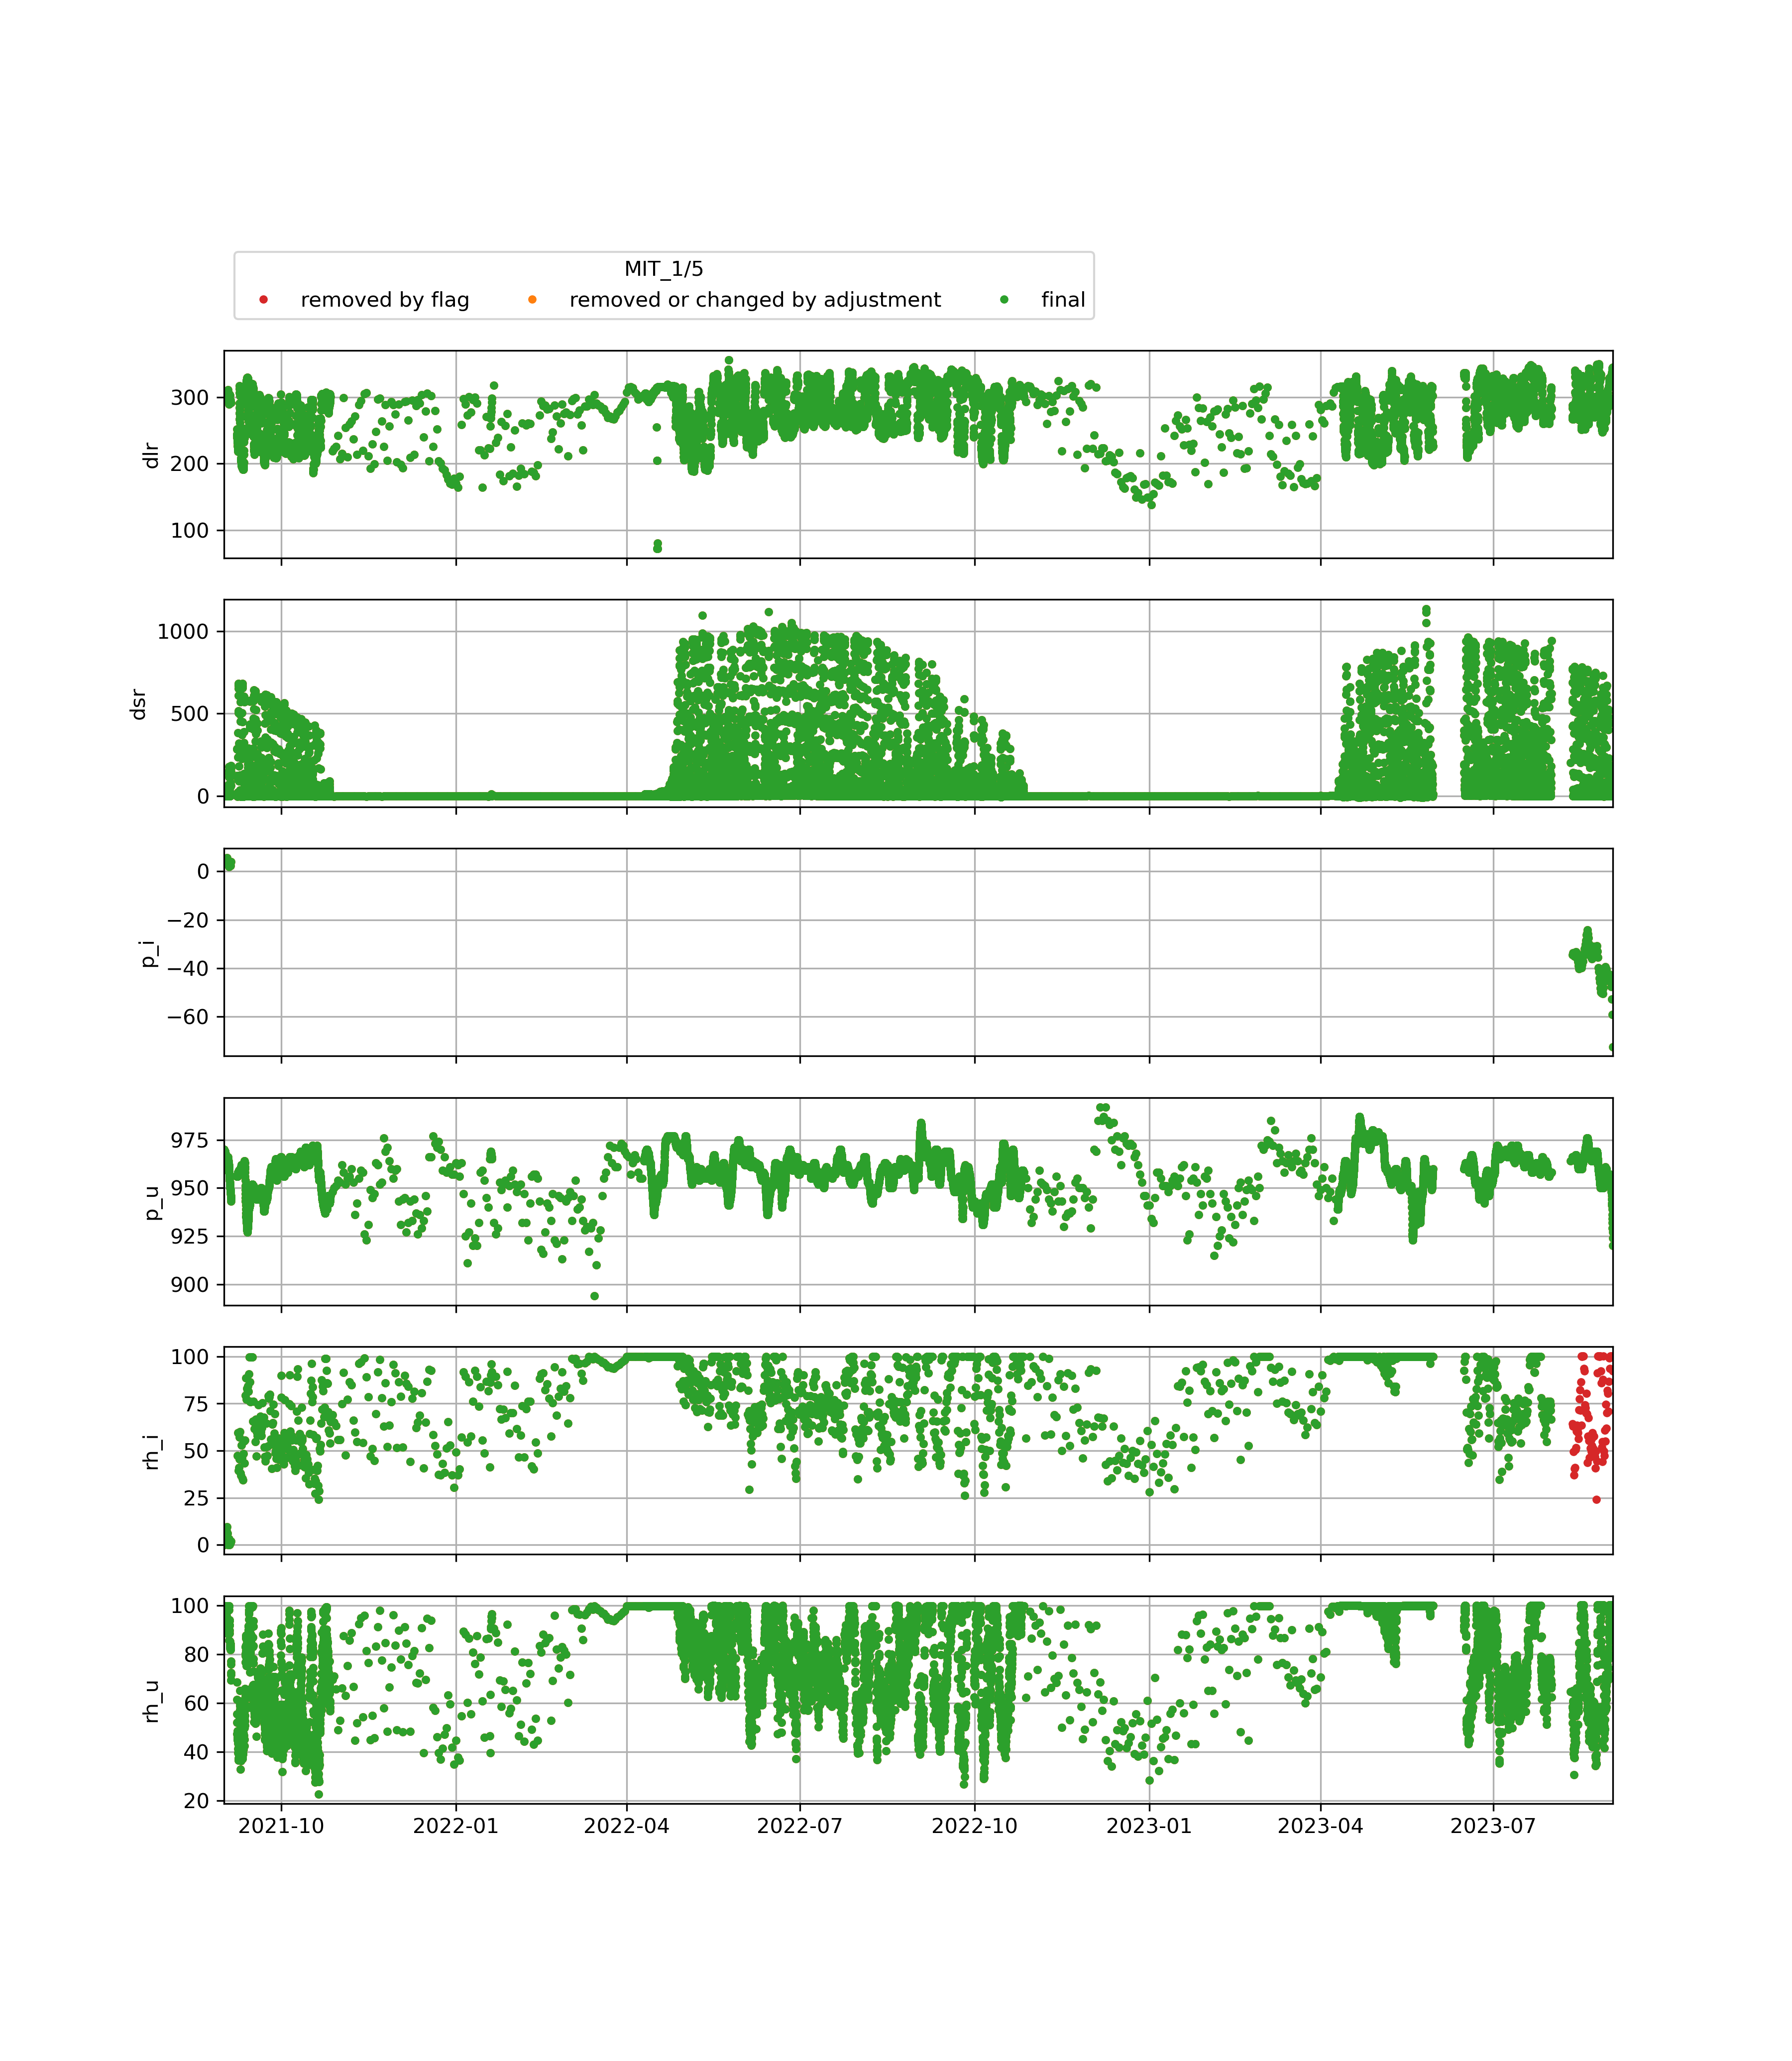 MIT_1/5
removed by flag removed or changed by adjustment final
300
200
100
dlr
1000
500
0
dsr
0
−20
−40
−60
p_i
975
950
925
900
p_u
100
75
50
25
0
rh_i
100
80
60
40
20
rh_u
2021-10 2022-01 2022-04 2022-07 2022-10 2023-01 2023-04 2023-07